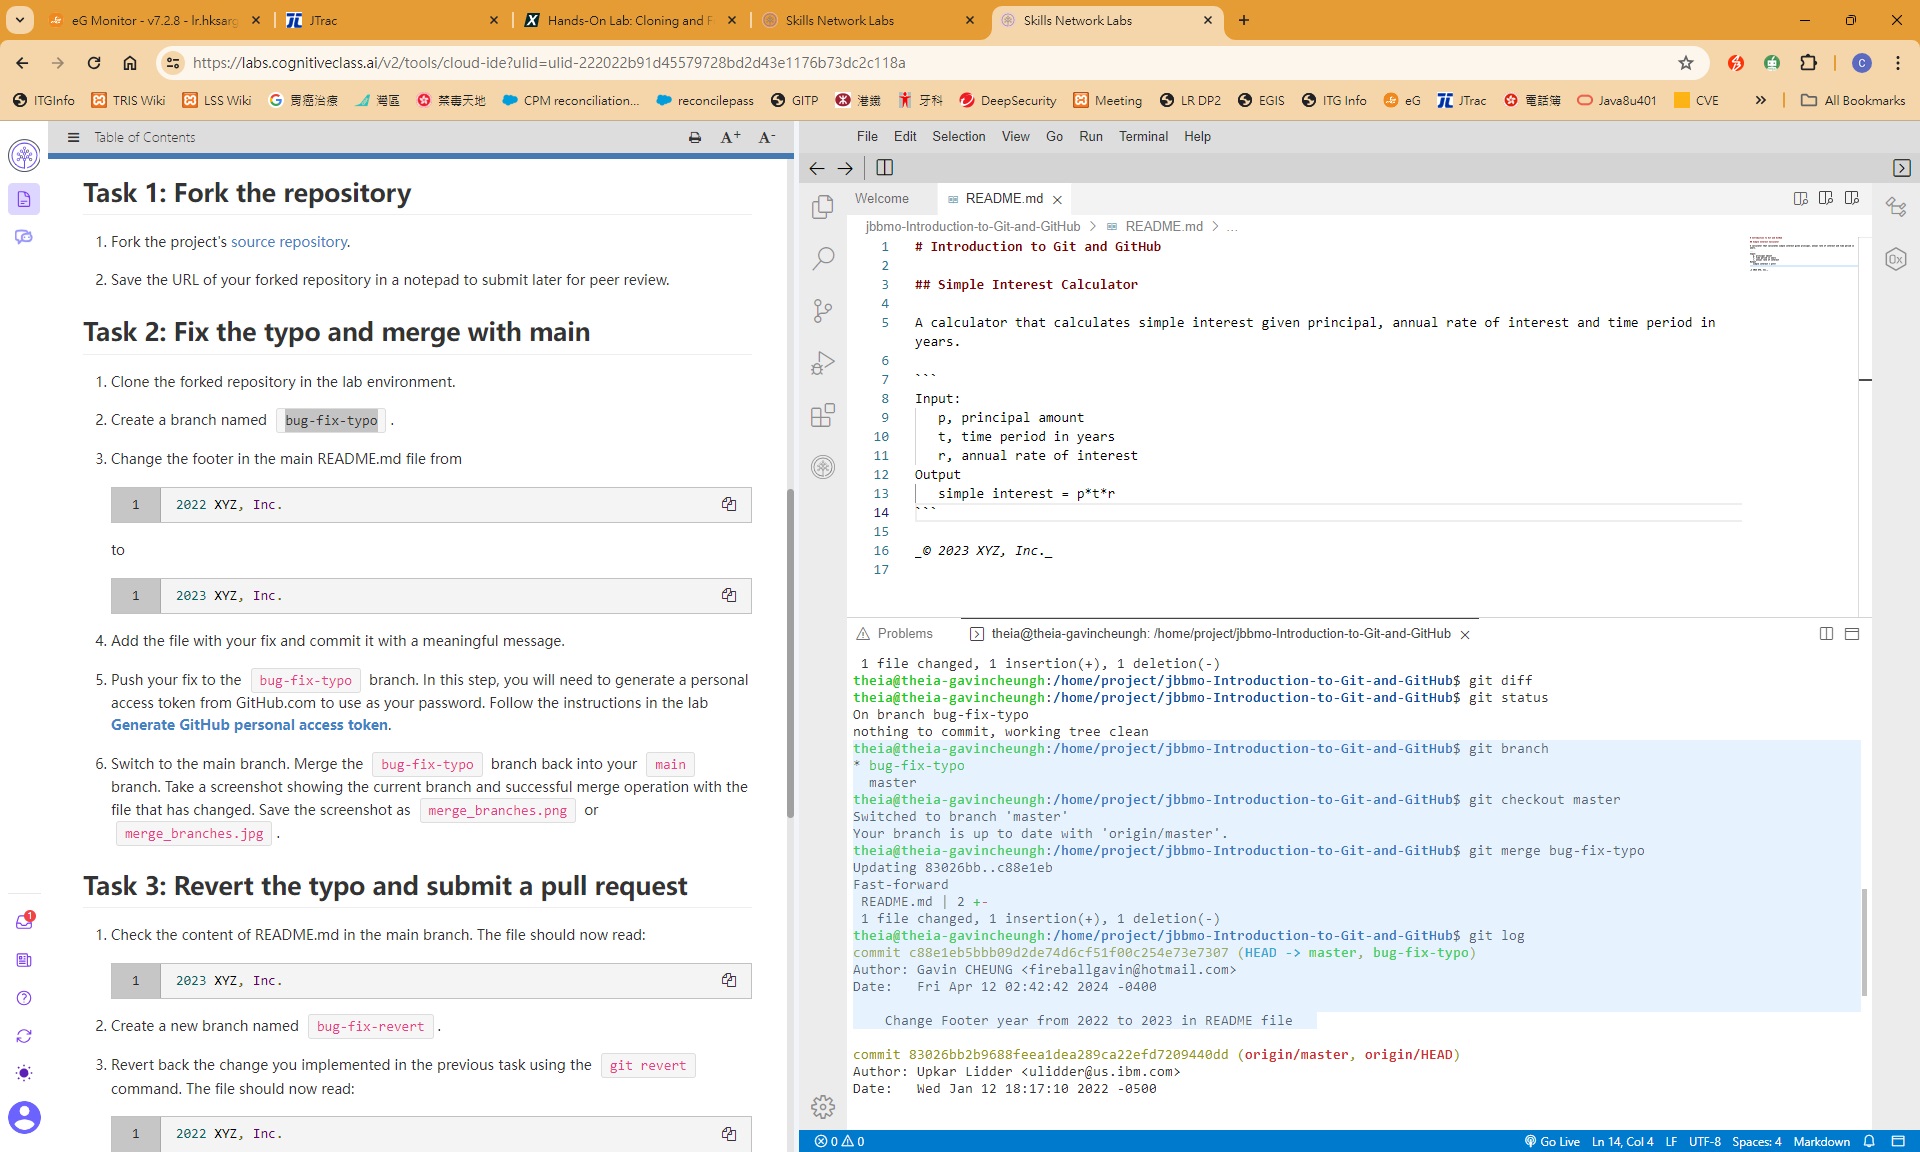 eG Monitor - v7.2.8 - lr.hksarg
JTrac
Hands-On Lab: Cloning and F
Skills Network Labs
Skills Network Labs
https://labs.cognitiveclass.ai/v2/tools/cloud-ide?ulid=ulid-222022b91d45579728bd2d43e1176b73dc2c118a
C
ITGInfo
TRIS Wiki
LSS Wiki
胃癌治療
灣區
禁毒天地
CPM reconciliation...
reconcilepass
GITP
港鐵
牙科
DeepSecurity
Meeting
LR DP2
EGIS
ITG Info
eG
JTrac
電話簿
Java8u401
CVE
All Bookmarks
Table of Contents
A+
A-
Task 1: Fork the repository
1. Fork the project's source repository.
2. Save the URL of your forked repository in a notepad to submit later for peer review.
Task 2: Fix the typo and merge with main
1. Clone the forked repository in the lab environment.
2. Create a branch named bug-fix-typo .
3. Change the footer in the main README.md file from
1 2022 XYZ, Inc.
to
1 2023 XYZ, Inc.
4. Add the file with your fix and commit it with a meaningful message.
5. Push your fix to the bug-fix-typo branch. In this step, you will need to generate a personal
access token from GitHub.com to use as your password. Follow the instructions in the lab
Generate GitHub personal access token.
6. Switch to the main branch. Merge the bug-fix-typo branch back into your main
branch. Take a screenshot showing the current branch and successful merge operation with the
file that has changed. Save the screenshot as merge_branches.png or
merge_branches.jpg .
Task 3: Revert the typo and submit a pull request
1. Check the content of README.md in the main branch. The file should now read:
1 2023 XYZ, Inc.
2. Create a new branch named bug-fix-revert .
3. Revert back the change you implemented in the previous task using the git revert
command. The file should now read:
1 2022 XYZ, Inc.
1
File Edit Selection View Go Run Terminal Help
Welcome
README.md
jbbmo-Introduction-to-Git-and-GitHub > README.md > ...
1 # Introduction to Git and GitHub
2
3 ## Simple Interest Calculator
4
5 A calculator that calculates simple interest given principal, annual rate of interest and time period in
years.
6
7 ```
8 Input:
9 p, principal amount
10 t, time period in years
11 r, annual rate of interest
12 Output
13 simple interest = p*t*r
14 ```
15
16 _© 2023 XYZ, Inc._
17
Problems
theia@theia-gavincheungh: /home/project/jbbmo-Introduction-to-Git-and-GitHub
1 file changed, 1 insertion(+), 1 deletion(-)
theia@theia-gavincheungh:/home/project/jbbmo-Introduction-to-Git-and-GitHub$ git diff
theia@theia-gavincheungh:/home/project/jbbmo-Introduction-to-Git-and-GitHub$ git status
On branch bug-fix-typo
nothing to commit, working tree clean
theia@theia-gavincheungh:/home/project/jbbmo-Introduction-to-Git-and-GitHub$ git branch
* bug-fix-typo
master
theia@theia-gavincheungh:/home/project/jbbmo-Introduction-to-Git-and-GitHub$ git checkout master
Switched to branch 'master'
Your branch is up to date with 'origin/master'.
theia@theia-gavincheungh:/home/project/jbbmo-Introduction-to-Git-and-GitHub$ git merge bug-fix-typo
Updating 83026bb..c88e1eb
Fast-forward
README.md | 2 +-
1 file changed, 1 insertion(+), 1 deletion(-)
theia@theia-gavincheungh:/home/project/jbbmo-Introduction-to-Git-and-GitHub$ git log
commit c88e1eb5bbb09d2de74d6cf51f00c254e73e7307 (HEAD -> master, bug-fix-typo)
Author: Gavin CHEUNG <fireballgavin@hotmail.com>
Date: Fri Apr 12 02:42:42 2024 -0400
Change Footer year from 2022 to 2023 in README file
commit 83026bb2b9688feea1dea289ca22efd7209440dd (origin/master, origin/HEAD)
Author: Upkar Lidder <ulidder@us.ibm.com>
Date: Wed Jan 12 18:17:10 2022 -0500
0 0
Go Live
Ln 14, Col 4
LF
UTF-8
Spaces: 4
Markdown